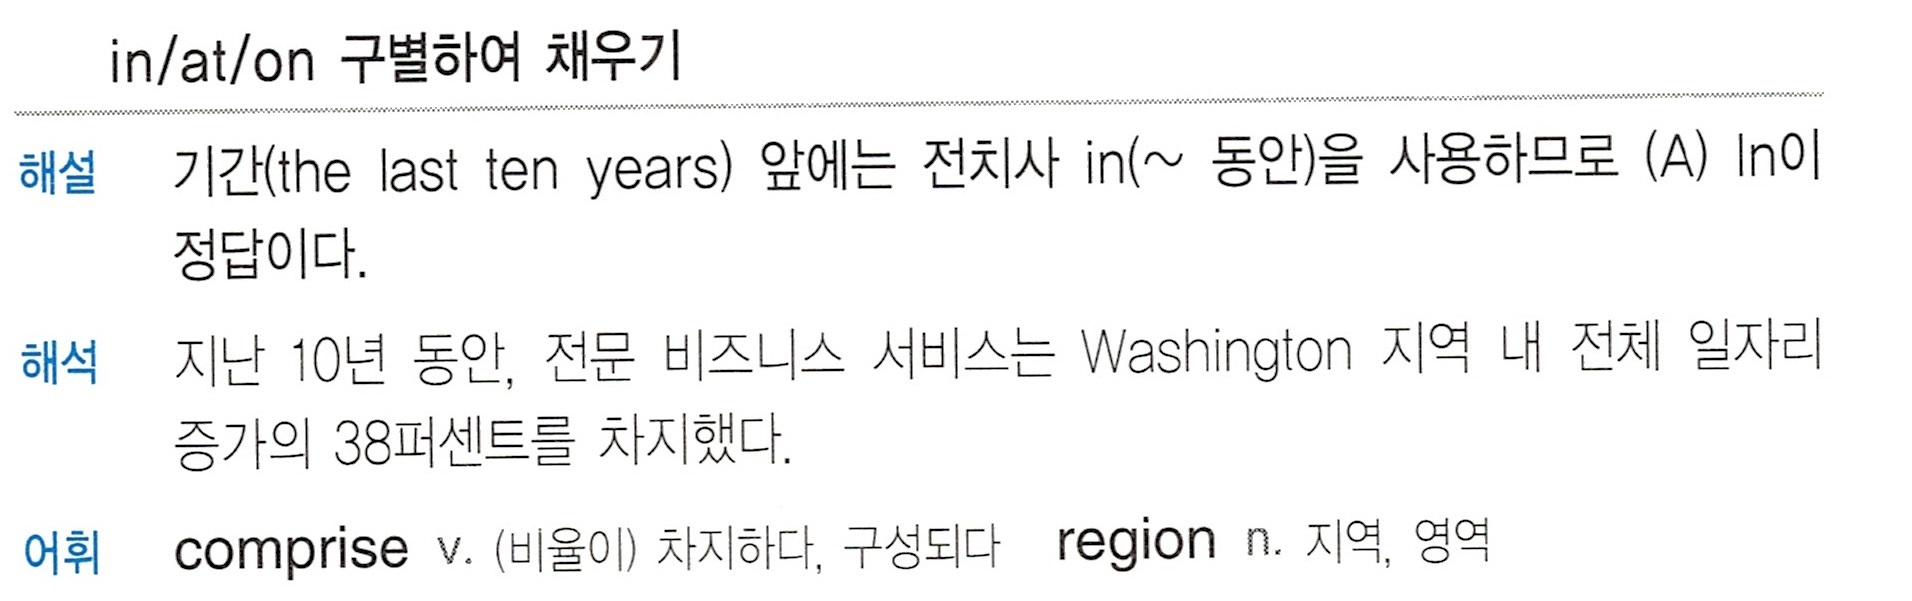 in/at/on 구별하여 채우기
해설 기간(the last ten years) 앞에는 전치사 in(~ 동안)을 사용하므로 (A) In이
정답이다.
해석 지난 10년 동안, 전문 비즈니스 서비스는 Washington 지역 내 전체 일자리
증가의 38퍼센트를 차지했다.
어휘 comprise v. (비율이) 차지하다, 구성되다 region n. 지역, 영역